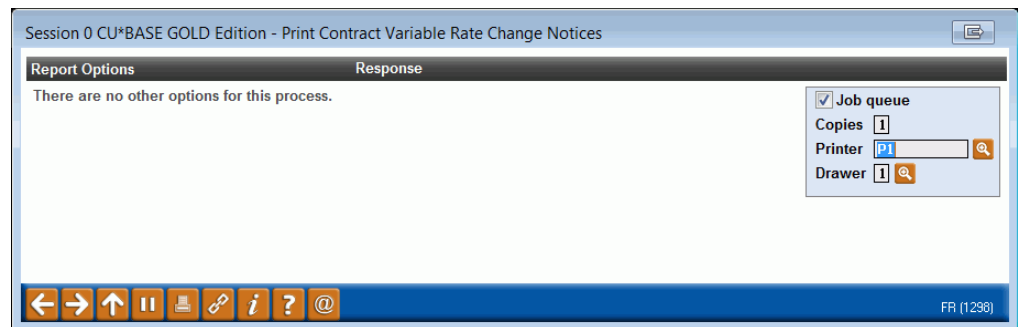 Session 0 CU*BASE GOLD Edition - Print Contract Variable Rate Change Notices
Report Options Response
There are no other options for this process.
Job queue
Copies 1
Printer P1
Drawer 1
i ? @
FR (1298)